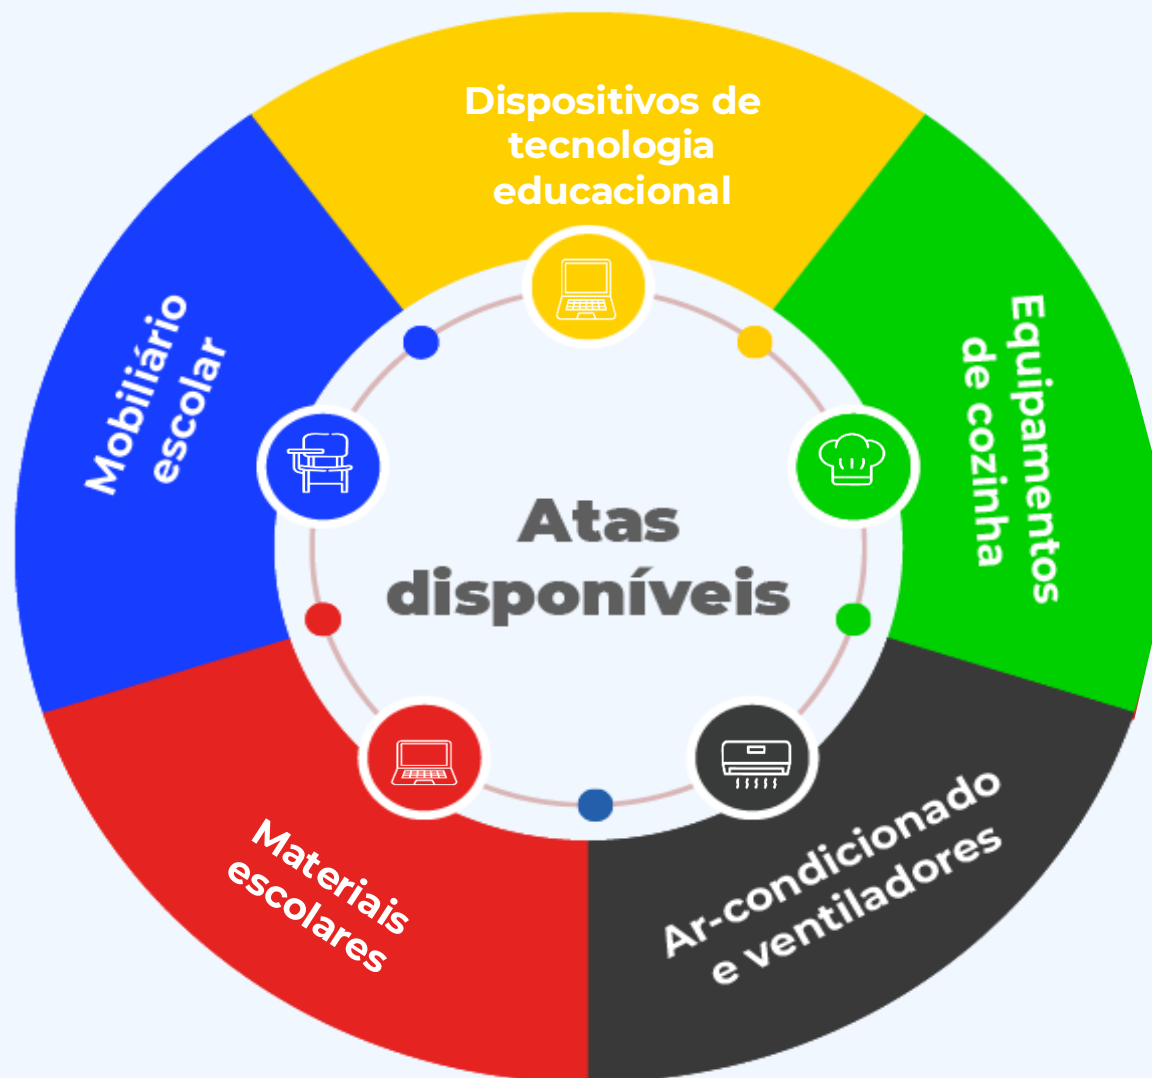 Dispositivos de
tecnologia
educacional
Equipamentos
de cozinha
Mobiliário
escolar
Atas
disponíveis
Materiais
escolares
Ar-condicionado
e ventiladores